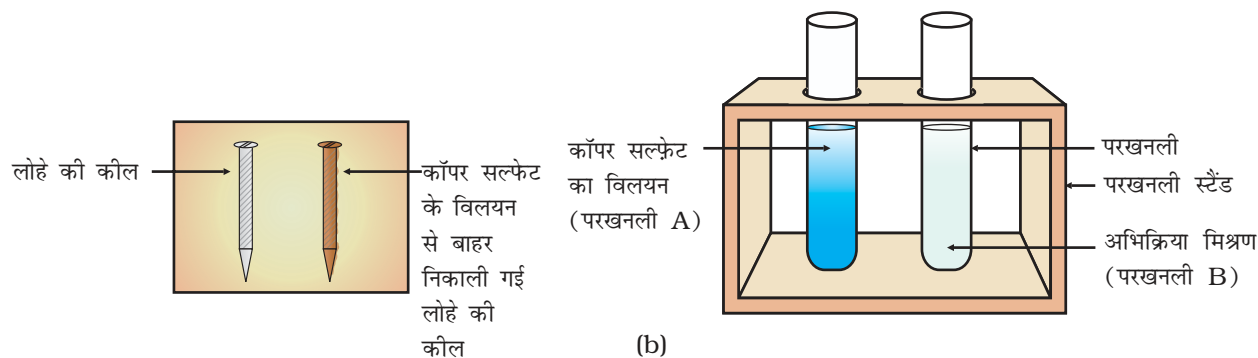 लोहे की कील
कॉपर सल्फेट
के विलयन
से बाहर
निकाली गई
लोहे की
कील
कॉपर सल्फ़ेट
का विलयन
(परखनली A)
परखनली
परखनली स्टैंड
अभिक्रिया मिश्रण
(परखनली B)
(b)